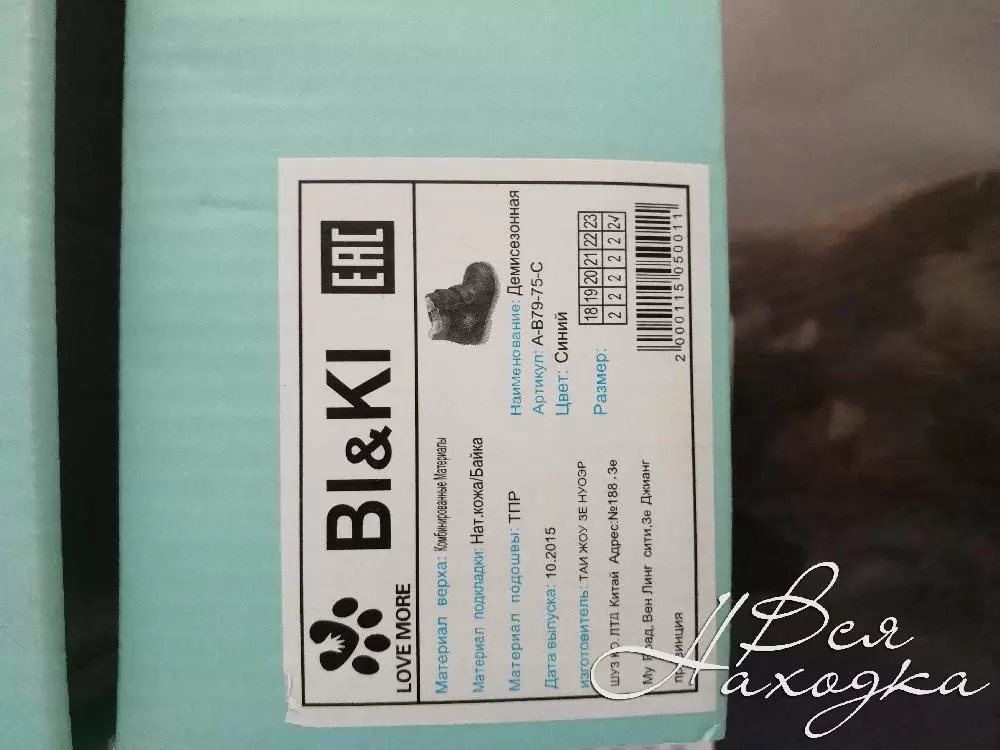 LOVE MORE
BI&KI
EAC
Материал верха: Комбинированные Материалы
Материал подкладки: Нат.кожа/Байка
Материал подошвы: ТПР
Дата выпуска: 10.2015
изготовитель: ТАИ ЖОУ ЗЕ НУОЭР
шуз ко.лтд Китай Адрес:№188.Зе
Му Роад, Вен Линг сити,Зе Джианг
провинция
Наименование: Демисезонная
Артикул: А-В79-75-С
Цвет: Синий
Размер:
18 19 20 21 22 23
2 2 2 2 2 2
2000115050011
Вся
Находка